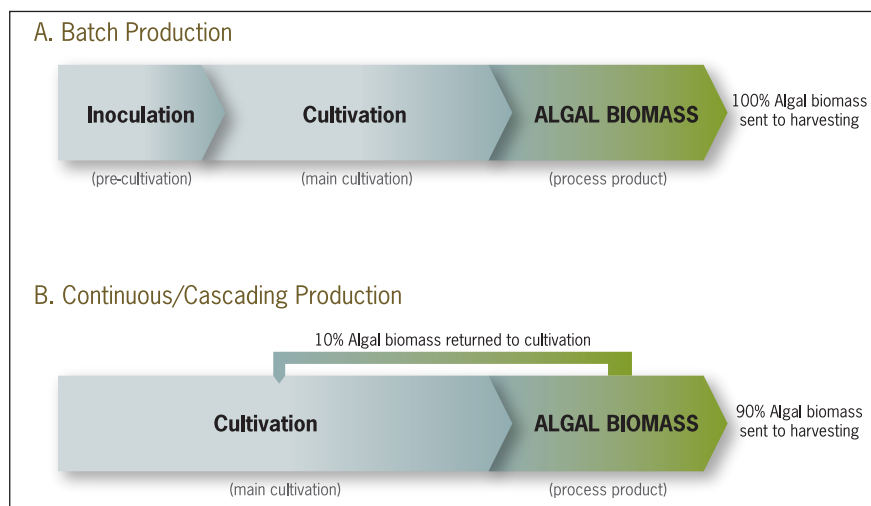 A. Batch Production
Inoculation
Cultivation
ALGAL BIOMASS
100% Algal biomass
sent to harvesting
(pre-cultivation)
(main cultivation)
(process product)
B. Continuous/Cascading Production
10% Algal biomass returned to cultivation
Cultivation
ALGAL BIOMASS
90% Algal biomass
sent to harvesting
(main cultivation)
(process product)